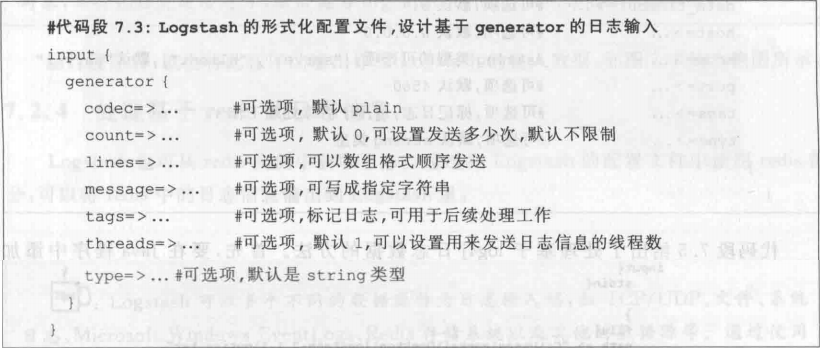 #代码段 7.3: Logstash 的形式化配置文件,设计基于 generator 的日志输入
input {
generator {
codec=>... #可选项, 默认 plain
count=>... #可选项, 默认 0,可设置发送多少次,默认不限制
lines=>... #可选项,可以数组格式顺序发送
message=>... #可选项,可写成指定字符串
tags=>... #可选项,标记日志,可用于后续处理工作
threads=>... #可选项, 默认 1,可以设置用来发送日志信息的线程数
type=>... #可选项,默认是 string 类型
}
}